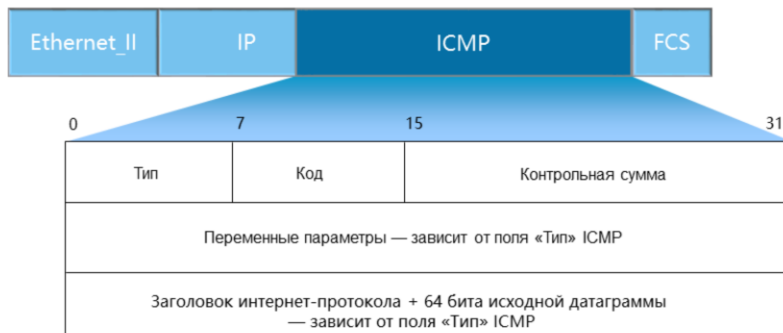 Ethernet_II IP ICMP FCS
0 7 15 31
Тип Код Контрольная сумма
Переменные параметры — зависит от поля «Тип» ICMP
Заголовок интернет-протокола + 64 бита исходной датаграммы
— зависит от поля «Тип» ICMP